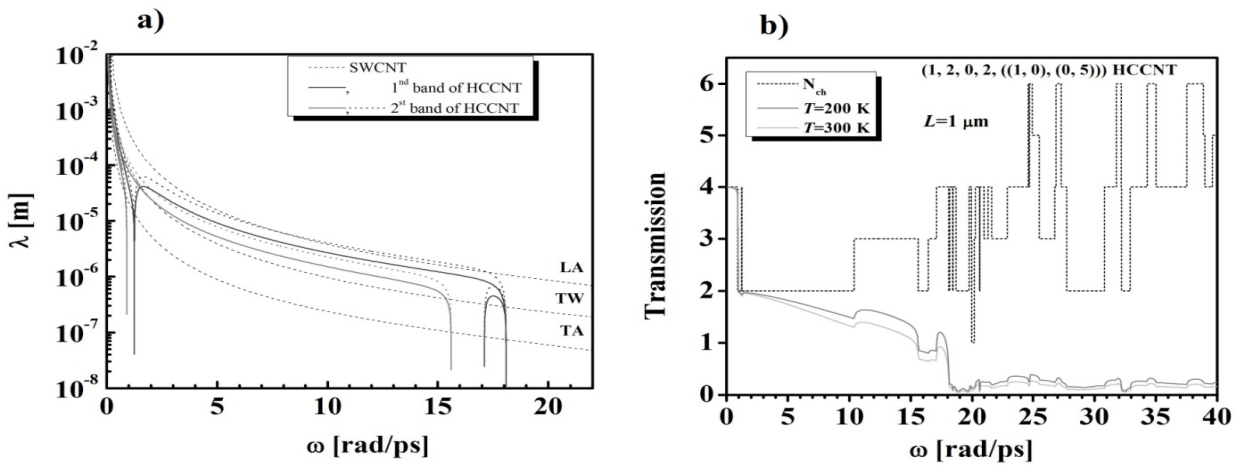 a)
10⁻²
10⁻³
10⁻⁴
10⁻⁵
10⁻⁶
10⁻⁷
10⁻⁸
λ [m]
SWCNT
, 1ⁿᵈ band of HCCNT
, 2ˢᵗ band of HCCNT
LA
TW
TA
0 5 10 15 20
ω [rad/ps]
b)
6
5
4
3
2
1
0
Transmission
N_ch
T=200 K
T=300 K
(1, 2, 0, 2, ((1, 0), (0, 5))) HCCNT
L=1 μm
0 5 10 15 20 25 30 35 40
ω [rad/ps]